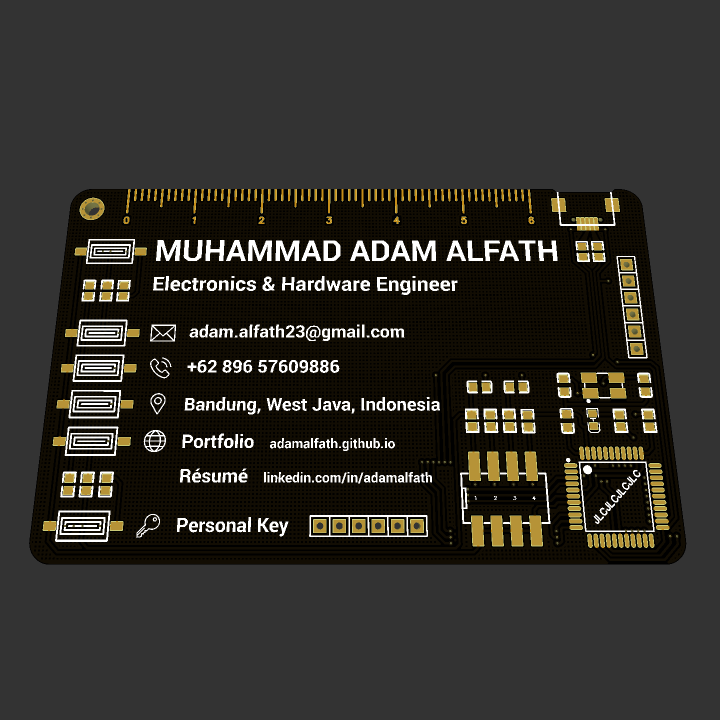 0 1 2 3 4 5 6
MUHAMMAD ADAM ALFATH
Electronics & Hardware Engineer
adam.alfath23@gmail.com
+62 896 57609886
Bandung, West Java, Indonesia
Portfolio adamalfath.github.io
Résumé linkedin.com/in/adamalfath
Personal Key
1 2 3 4
JLCJLCJLCJLC